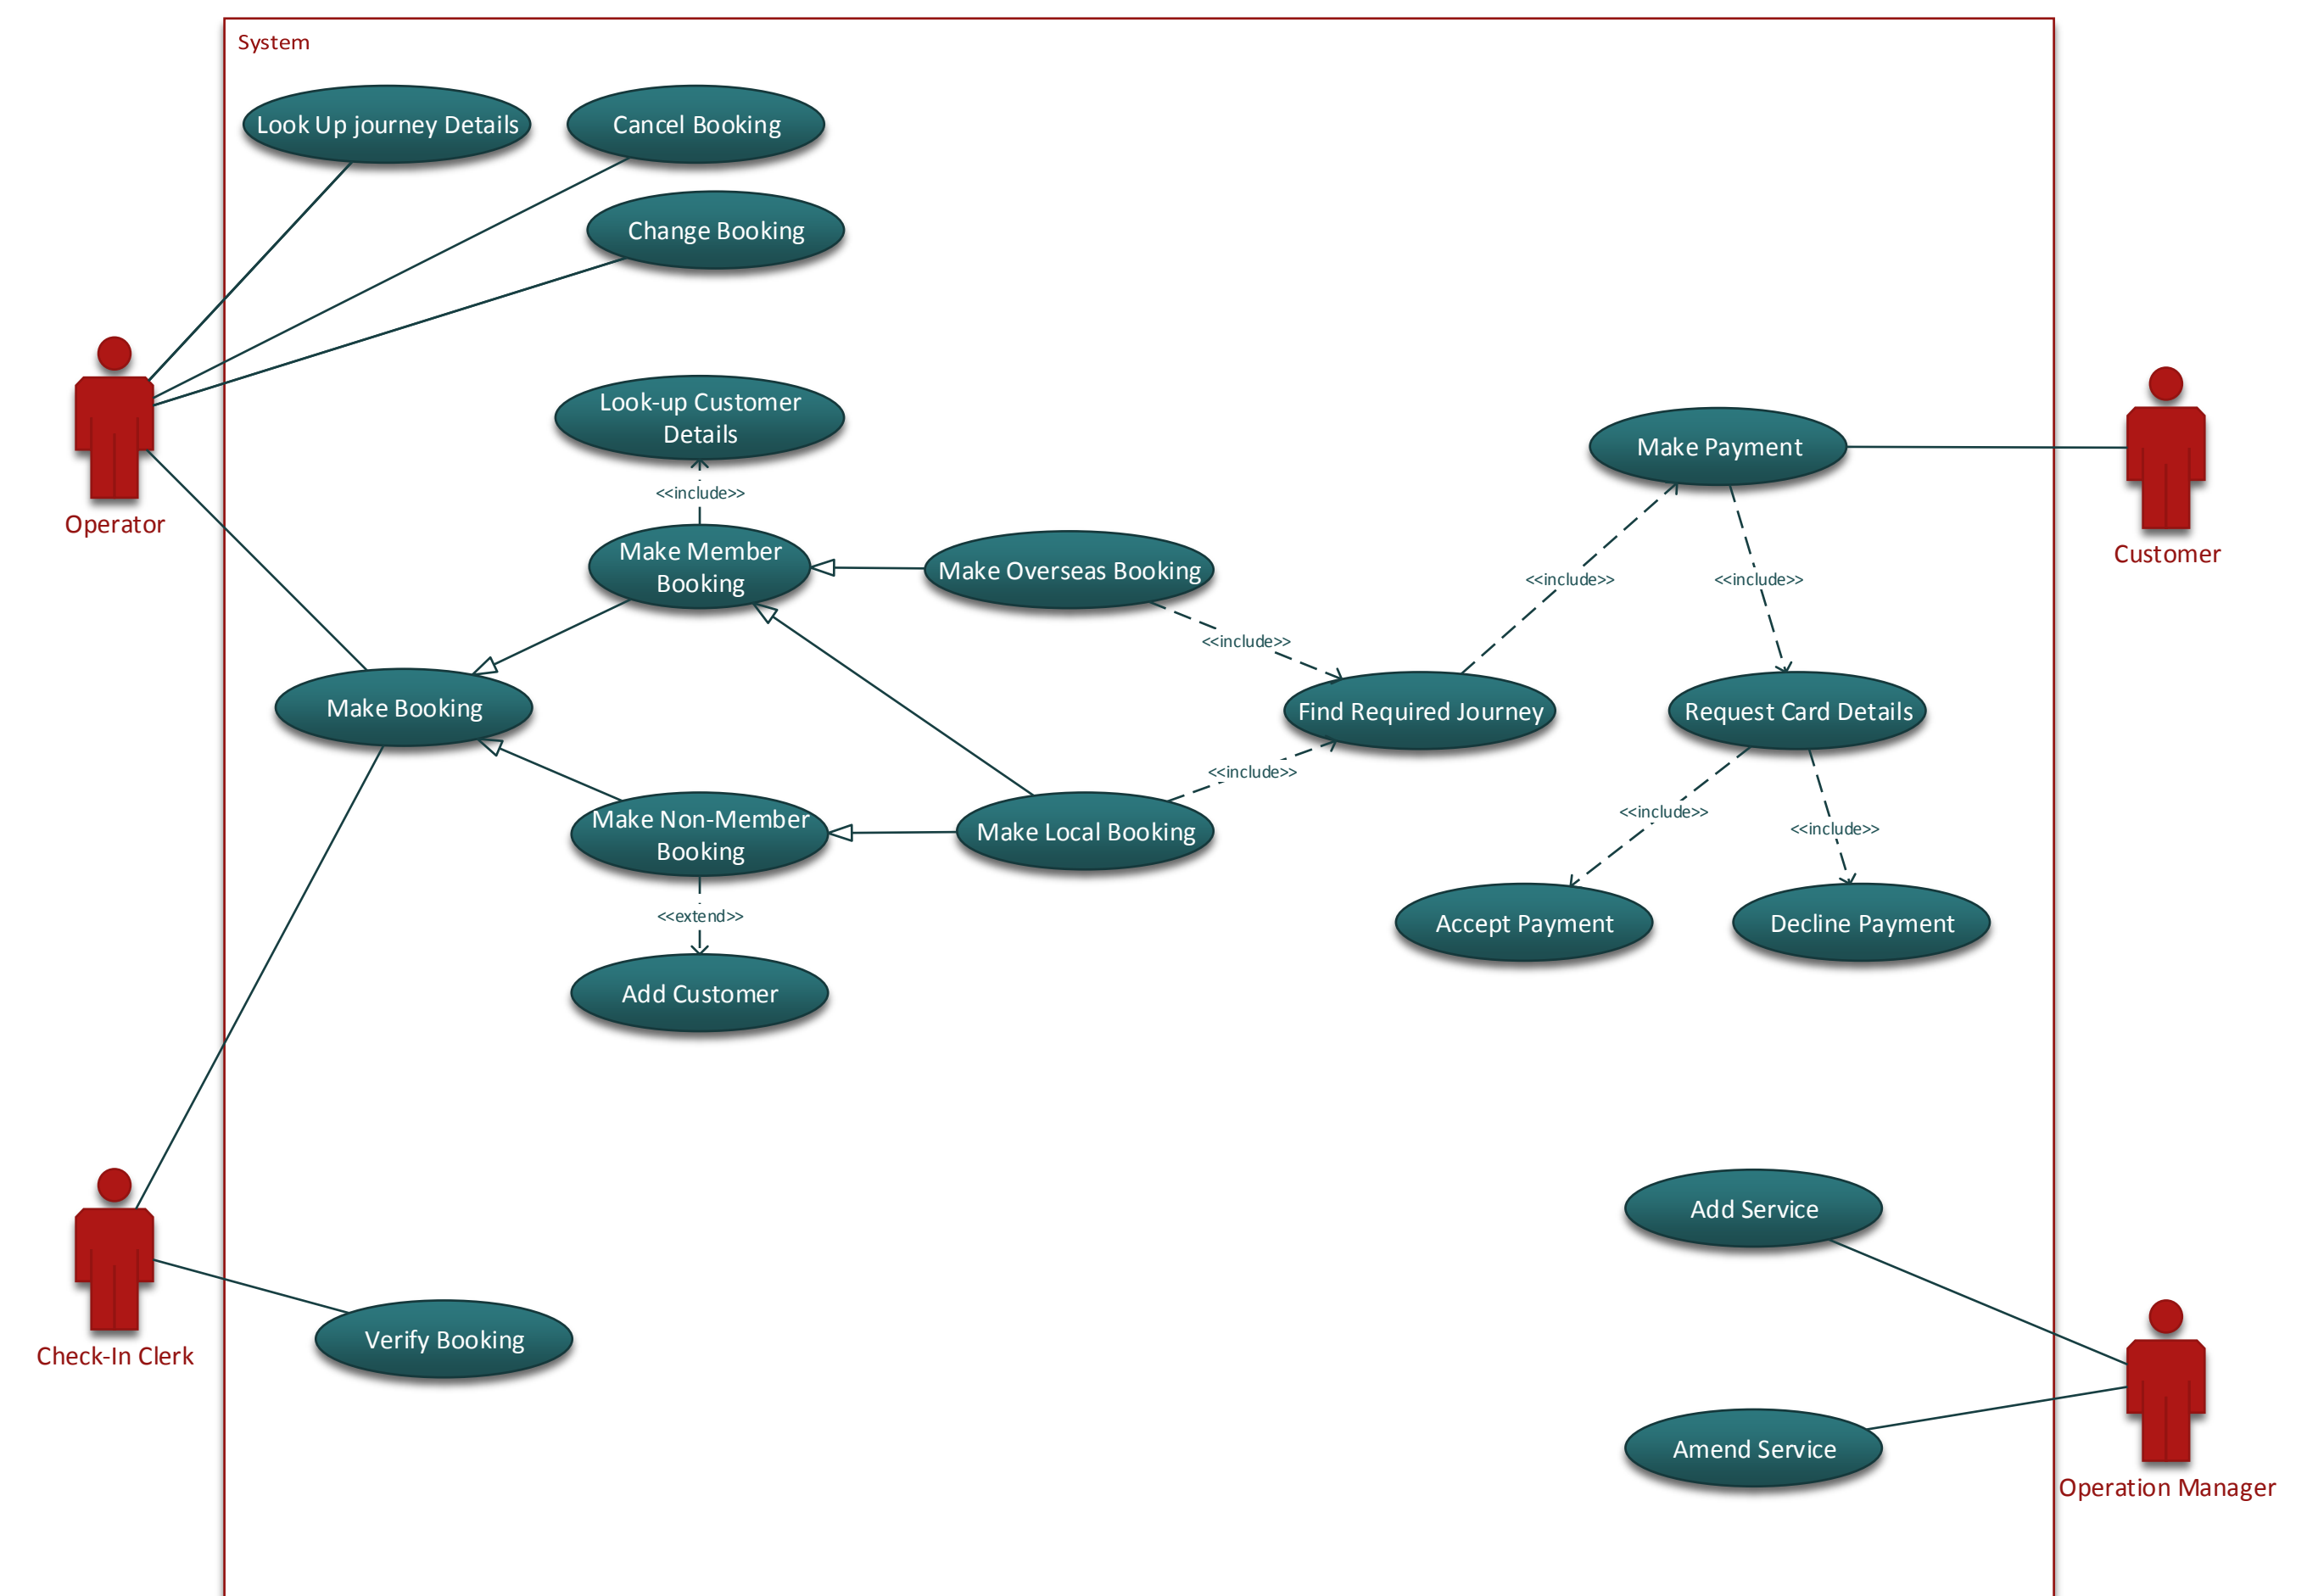 System
Look Up journey Details
Cancel Booking
Change Booking
Operator
Look-up Customer
Details
<<include>>
Make Member
Booking
Make Overseas Booking
Make Payment
Customer
<<include>>
<<include>>
<<include>>
Make Booking
Find Required Journey
Request Card Details
<<include>>
Make Non-Member
Booking
Make Local Booking
<<include>>
<<include>>
<<extend>>
Accept Payment
Decline Payment
Add Customer
Add Service
Check-In Clerk
Verify Booking
Amend Service
Operation Manager